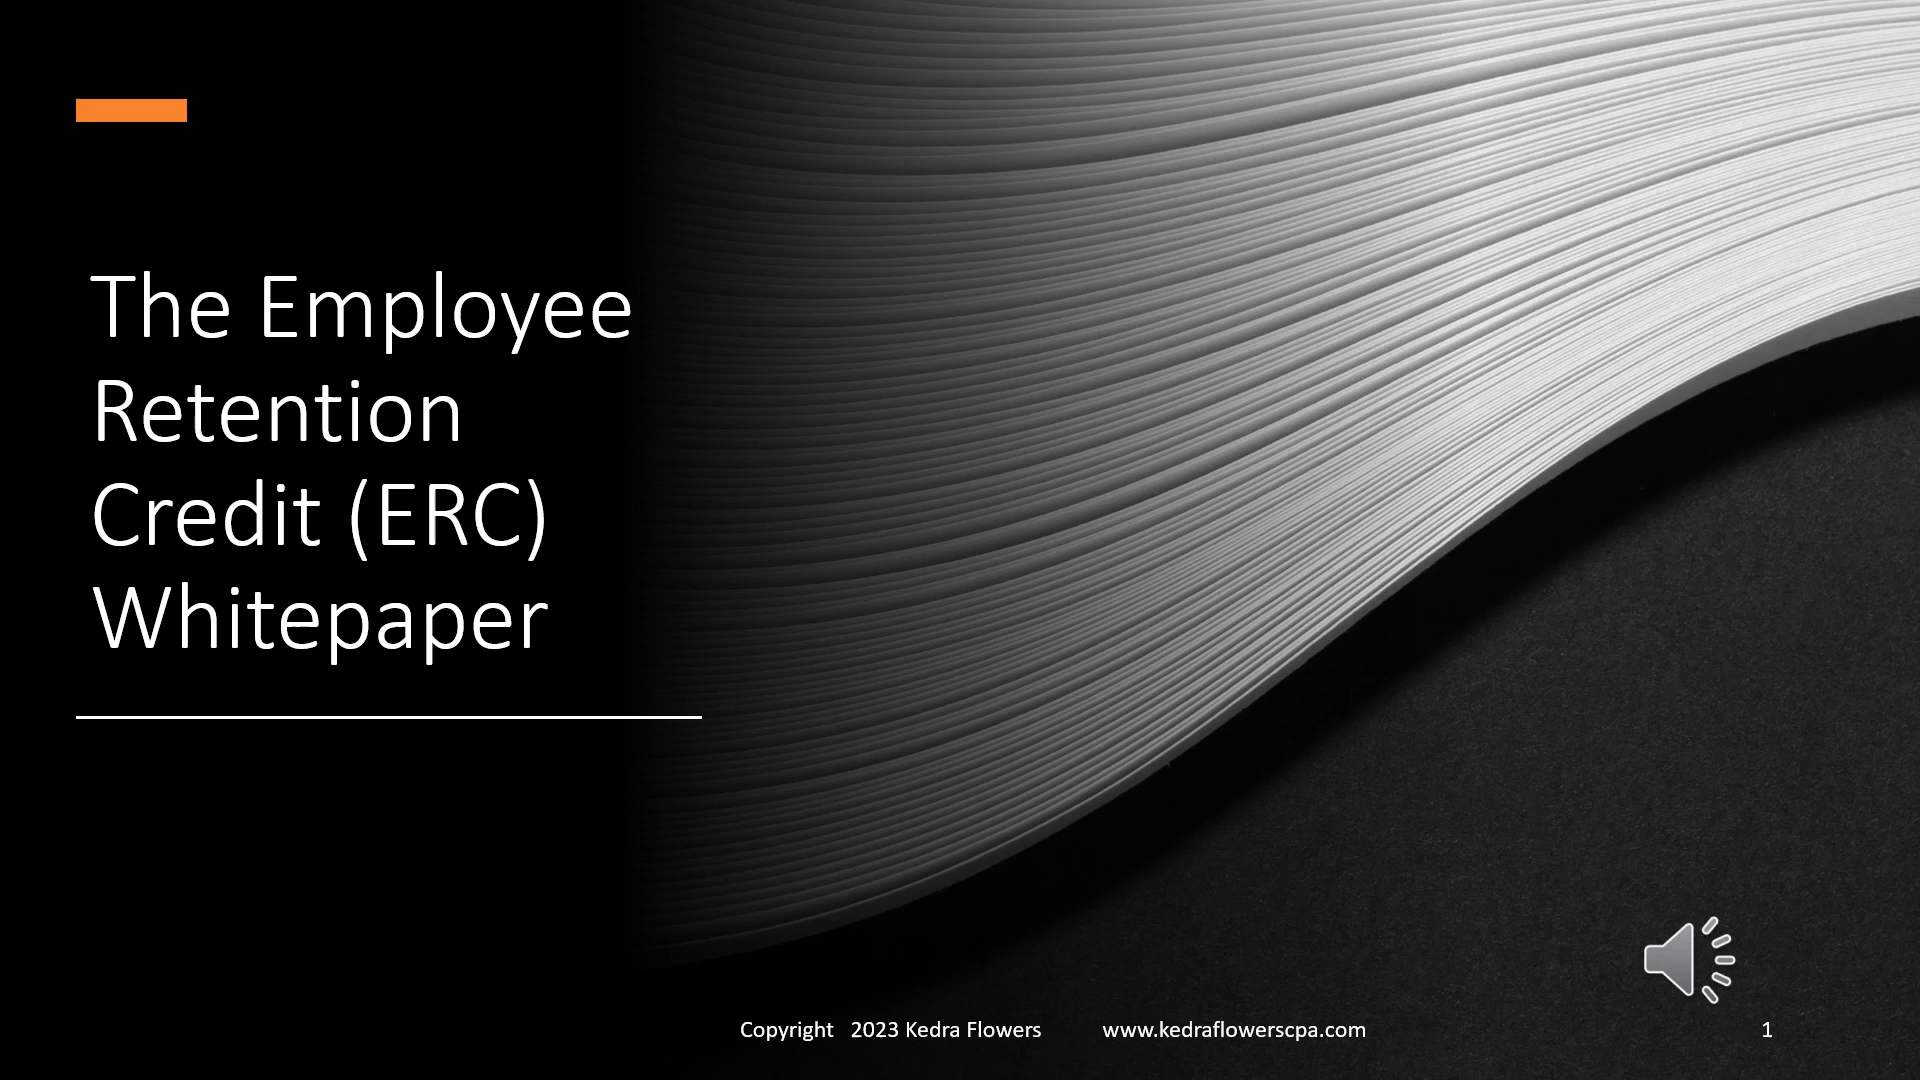 The Employee
Retention
Credit (ERC)
Whitepaper
Copyright 2023 Kedra Flowers www.kedraflowerscpa.com 1